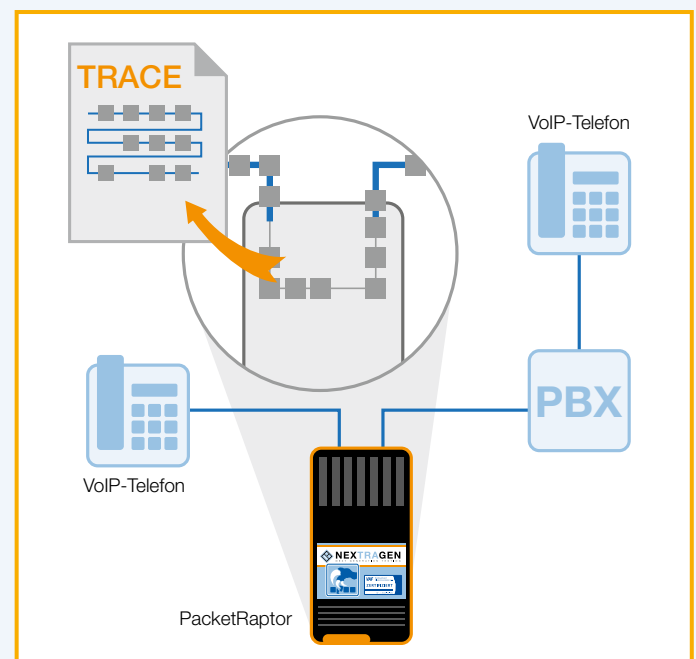 TRACE
VoIP-Telefon
PBX
VoIP-Telefon
NEXTRAGEN
PacketRaptor